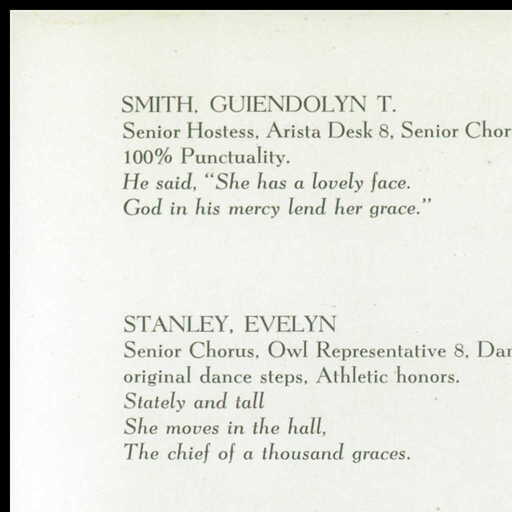 SMITH, GUIENDOLYN T.
Senior Hostess, Arista Desk 8, Senior Chor
100% Punctuality.
He said, "She has a lovely face.
God in his mercy lend her grace."
STANLEY, EVELYN
Senior Chorus, Owl Representative 8, Dan
original dance steps, Athletic honors.
Stately and tall
She moves in the hall,
The chief of a thousand graces.